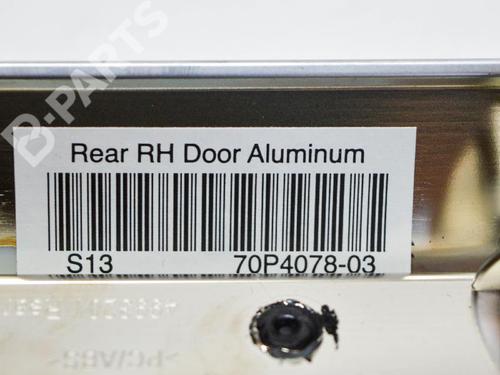 B-PARTS
Rear RH Door Aluminum
S13 70P4078-03
>PC/ABS<